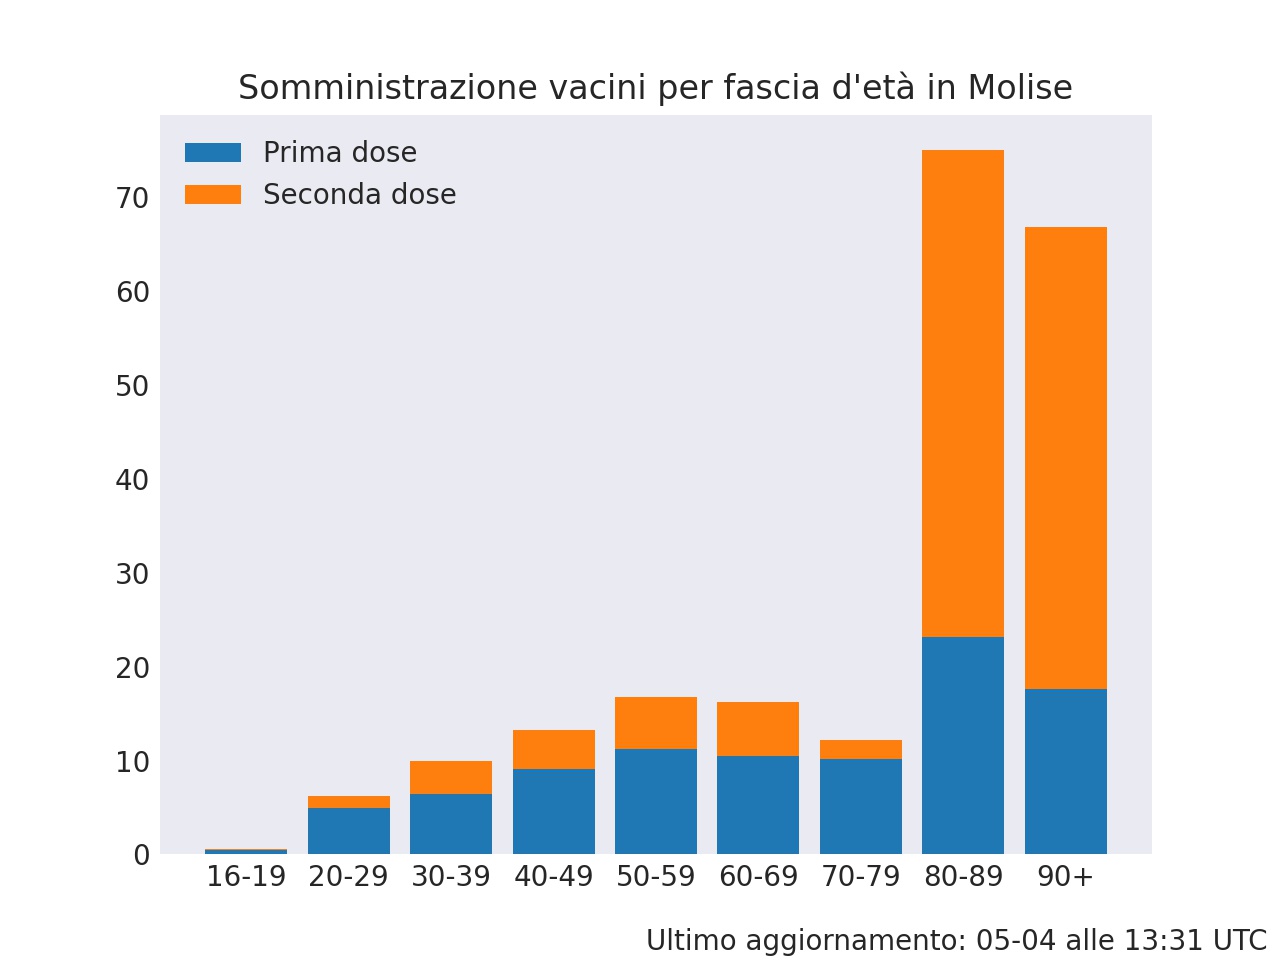 Somministrazione vacini per fascia d'età in Molise
Prima dose
Seconda dose
70
60
50
40
30
20
10
0
16-19 20-29 30-39 40-49 50-59 60-69 70-79 80-89 90+
Ultimo aggiornamento: 05-04 alle 13:31 UTC